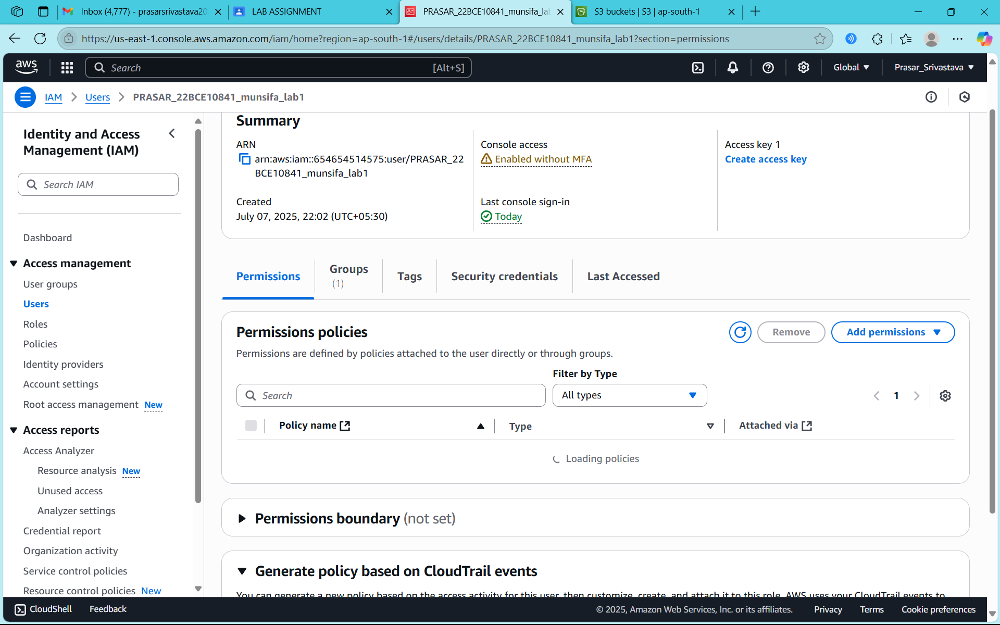 Inbox (4,777) - prasarsrivastava20
LAB ASSIGNMENT
PRASAR_22BCE10841_munsifa_lab
S3 buckets | S3 | ap-south-1
https://us-east-1.console.aws.amazon.com/iam/home?region=ap-south-1#/users/details/PRASAR_22BCE10841_munsifa_lab1?section=permissions
aws
Search
[Alt+S]
Global
Prasar_Srivastava
IAM
Users
PRASAR_22BCE10841_munsifa_lab1
Identity and Access
Management (IAM)
Search IAM
Dashboard
Access management
User groups
Users
Roles
Policies
Identity providers
Account settings
Root access management New
Access reports
Access Analyzer
Resource analysis New
Unused access
Analyzer settings
Credential report
Organization activity
Service control policies
Resource control policies New
Summary
ARN
arn:aws:iam::654654514575:user/PRASAR_22
BCE10841_munsifa_lab1
Console access
Enabled without MFA
Access key 1
Create access key
Created
July 07, 2025, 22:02 (UTC+05:30)
Last console sign-in
Today
Permissions
Groups
(1)
Tags
Security credentials
Last Accessed
Permissions policies
Remove
Add permissions
Permissions are defined by policies attached to the user directly or through groups.
Filter by Type
Search
All types
1
Policy name
Type
Attached via
Loading policies
Permissions boundary (not set)
Generate policy based on CloudTrail events
You can generate a new policy based on the access activity for this user, then customize, create, and attach it to this role. AWS uses your CloudTrail events to
CloudShell
Feedback
© 2025, Amazon Web Services, Inc. or its affiliates.
Privacy
Terms
Cookie preferences